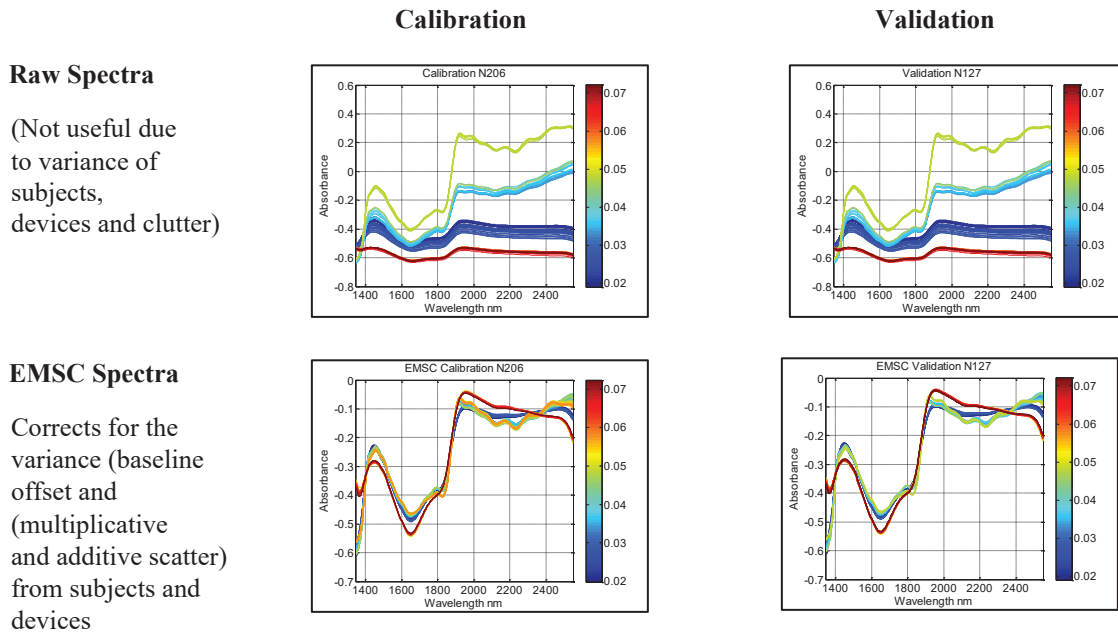 Calibration
Validation
Raw Spectra
(Not useful due
to variance of
subjects,
devices and clutter)
Calibration N206
0.6
0.4
0.2
0
-0.2
-0.4
-0.6
-0.8
Absorbance
1400 1600 1800 2000 2200 2400
Wavelength nm
0.07
0.06
0.05
0.04
0.03
0.02
Validation N127
0.6
0.4
0.2
0
-0.2
-0.4
-0.6
-0.8
Absorbance
1400 1600 1800 2000 2200 2400
Wavelength nm
0.07
0.06
0.05
0.04
0.03
0.02
EMSC Spectra
Corrects for the
variance (baseline
offset and
(multiplicative
and additive scatter)
from subjects and
devices
EMSC Calibration N206
0
-0.1
-0.2
-0.3
-0.4
-0.5
-0.6
-0.7
Absorbance
1400 1600 1800 2000 2200 2400
Wavelength nm
0.07
0.06
0.05
0.04
0.03
0.02
EMSC Validation N127
0
-0.1
-0.2
-0.3
-0.4
-0.5
-0.6
-0.7
Absorbance
1400 1600 1800 2000 2200 2400
Wavelength nm
0.07
0.06
0.05
0.04
0.03
0.02